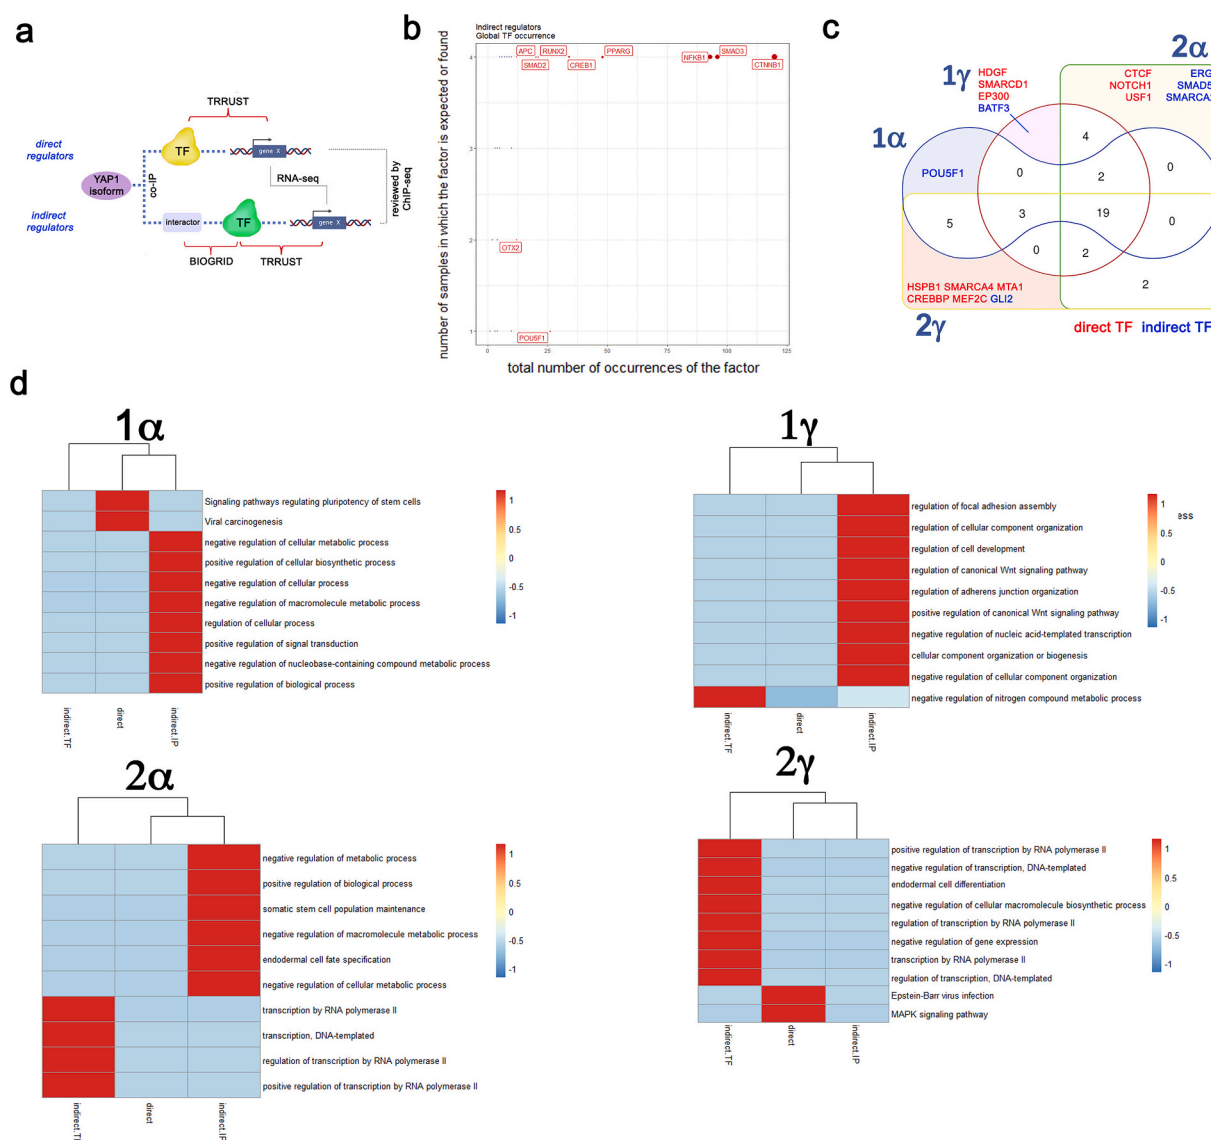 a
TRRUST
direct
regulators
TF
gene X
YAP1
isoform
co-IP
RNA-seq
reviewed by
ChIP-seq
indirect
regulators
interactor
TF
gene X
BIOGRID
TRRUST
b
Indirect regulators
Global TF occurrence
number of samples in which the factor is expected or found
4
3
2
1
APC
RUNX2
PPARG
SMAD2
CREB1
NFKB1
SMAD3
CTNNB1
OTX2
POU5F1
0
25
50
75
100
125
total number of occurrences of the factor
c
2α
1γ
HDGF
SMARCD1
EP300
BATF3
CTCF
NOTCH1
USF1
ERG
SMAD5
SMARCA
1α
POU5F1
4
0
2
0
5
3
19
0
0
2
2
HSPB1 SMARCA4 MTA1
CREBBP MEF2C GLI2
2γ
direct TF indirect TF
d
1α
Signaling pathways regulating pluripotency of stem cells
Viral carcinogenesis
negative regulation of cellular metabolic process
positive regulation of cellular biosynthetic process
negative regulation of cellular process
negative regulation of macromolecule metabolic process
regulation of cellular process
positive regulation of signal transduction
negative regulation of nucleobase-containing compound metabolic process
positive regulation of biological process
indirect.TF
direct
indirect.IP
1
0.5
0
-0.5
-1
1γ
regulation of focal adhesion assembly
regulation of cellular component organization
regulation of cell development
regulation of canonical Wnt signaling pathway
regulation of adherens junction organization
positive regulation of canonical Wnt signaling pathway
negative regulation of nucleic acid-templated transcription
cellular component organization or biogenesis
negative regulation of cellular component organization
negative regulation of nitrogen compound metabolic process
indirect.TF
direct
indirect.IP
1
0.5
0
-0.5
-1
ess
2α
negative regulation of metabolic process
positive regulation of biological process
somatic stem cell population maintenance
negative regulation of macromolecule metabolic process
endodermal cell fate specification
negative regulation of cellular metabolic process
transcription by RNA polymerase II
transcription, DNA-templated
regulation of transcription by RNA polymerase II
positive regulation of transcription by RNA polymerase II
direct
1
0.5
0
-0.5
-1
2γ
positive regulation of transcription by RNA polymerase II
negative regulation of transcription, DNA-templated
endodermal cell differentiation
negative regulation of cellular macromolecule biosynthetic process
regulation of transcription by RNA polymerase II
negative regulation of gene expression
transcription by RNA polymerase II
regulation of transcription, DNA-templated
Epstein-Barr virus infection
MAPK signaling pathway
indirect.TF
direct
indirect.IP
1
0.5
0
-0.5
-1